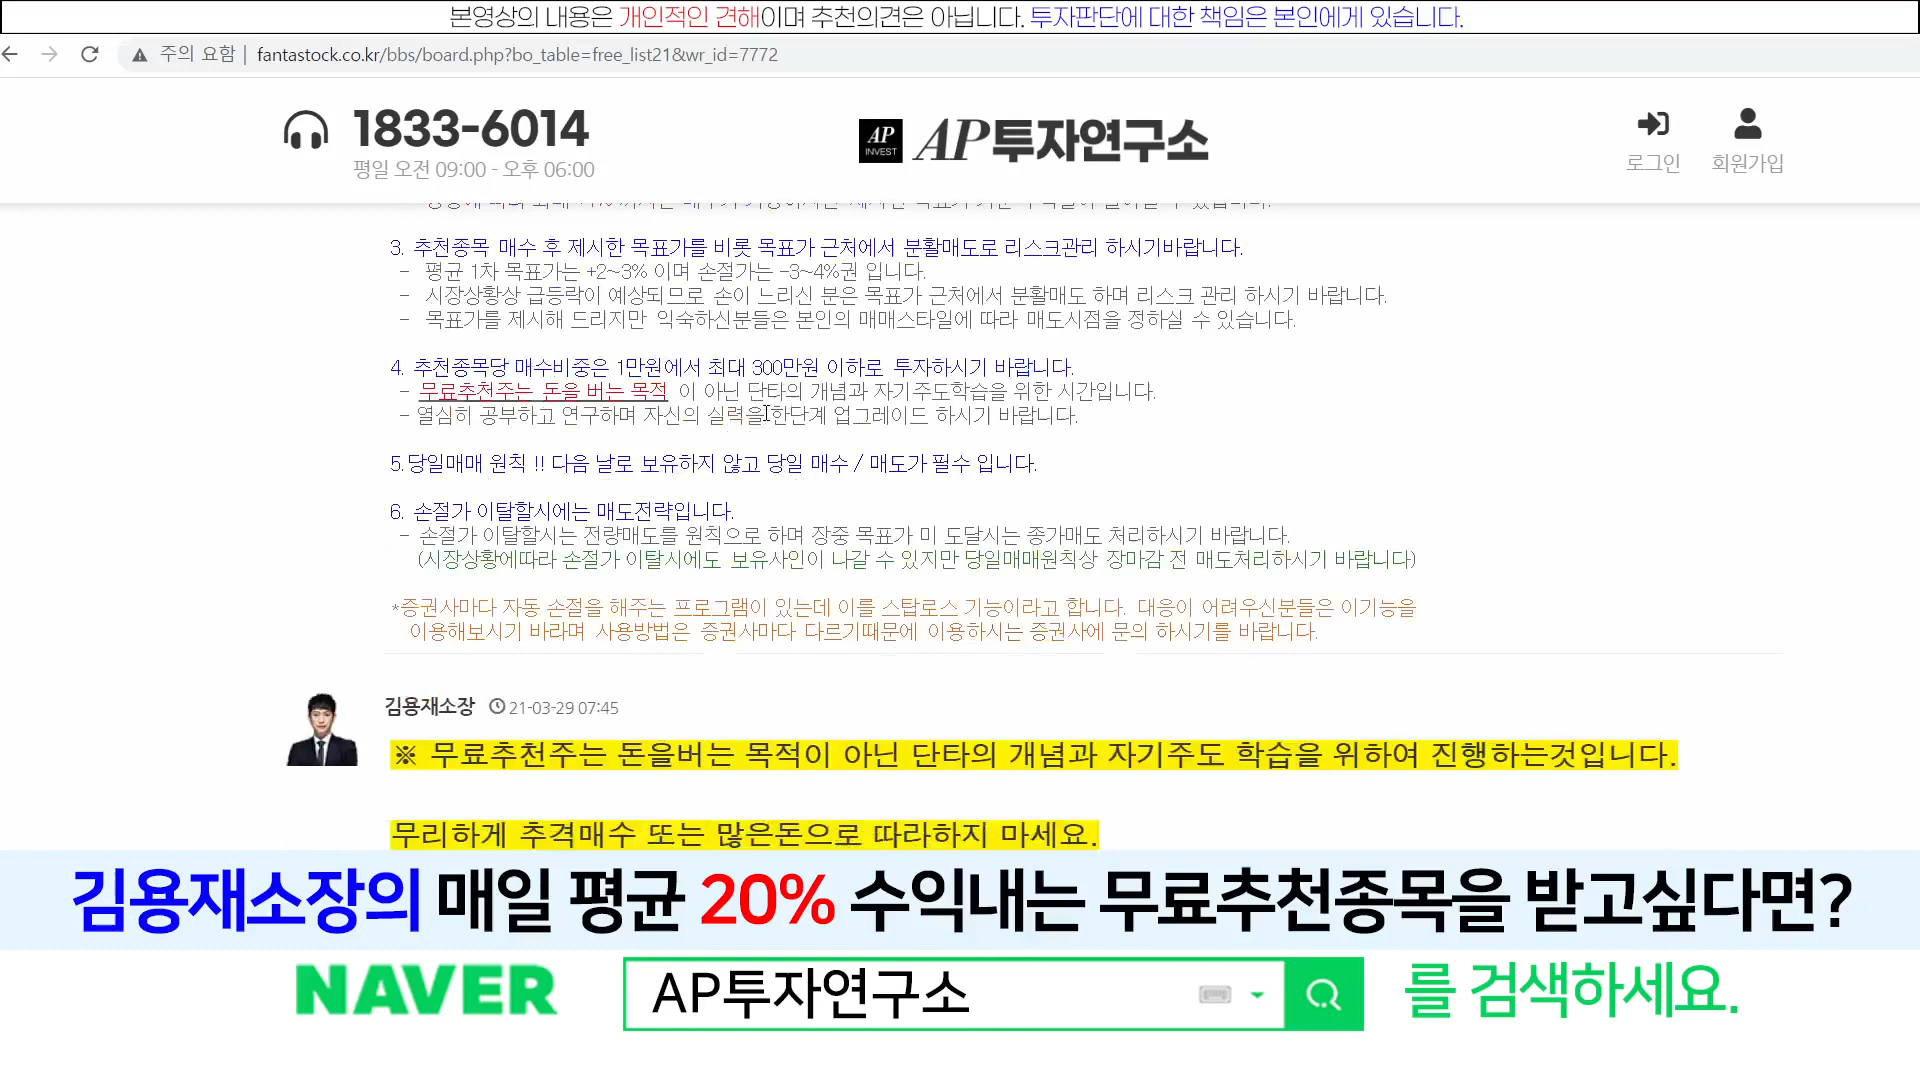 본영상의 내용은 개인적인 견해이며 추천의견은 아닙니다. 투자판단에 대한 책임은 본인에게 있습니다.
주의 요함 | fantastock.co.kr/bbs/board.php?bo_table=free_list21&wr_id=7772
1833-6014
평일 오전 09:00 - 오후 06:00
AP INVEST
AP투자연구소
로그인
회원가입
3. 추천종목 매수 후 제시한 목표가를 비롯 목표가 근처에서 분활매도로 리스크관리 하시기바랍니다.
- 평균 1차 목표가는 +2~3% 이며 손절가는 -3~4%권 입니다.
- 시장상황상 급등락이 예상되므로 손이 느리신 분은 목표가 근처에서 분활매도 하며 리스크 관리 하시기 바랍니다.
- 목표가를 제시해 드리지만 익숙하신분들은 본인의 매매스타일에 따라 매도시점을 정하실 수 있습니다.
4. 추천종목당 매수비중은 1만원에서 최대 300만원 이하로 투자하시기 바랍니다.
- 무료추천주는 돈을 버는 목적 이 아닌 단타의 개념과 자기주도학습을 위한 시간입니다.
- 열심히 공부하고 연구하며 자신의 실력을 한단계 업그레이드 하시기 바랍니다.
5.당일매매 원칙 !! 다음 날로 보유하지 않고 당일 매수 / 매도가 필수 입니다.
6. 손절가 이탈할시에는 매도전략입니다.
- 손절가 이탈할시는 전량매도를 원칙으로 하며 장중 목표가 미 도달시는 종가매도 처리하시기 바랍니다.
(시장상황에따라 손절가 이탈시에도 보유사인이 나갈 수 있지만 당일매매원칙상 장마감 전 매도처리하시기 바랍니다)
*증권사마다 자동 손절을 해주는 프로그램이 있는데 이를 스탑로스 기능이라고 합니다. 대응이 어려우신분들은 이기능을
이용해보시기 바라며 사용방법은 증권사마다 다르기때문에 이용하시는 증권사에 문의 하시기를 바랍니다.
김용재소장 21-03-29 07:45
※ 무료추천주는 돈을버는 목적이 아닌 단타의 개념과 자기주도 학습을 위하여 진행하는것입니다.
무리하게 추격매수 또는 많은돈으로 따라하지 마세요.
김용재소장의 매일 평균 20% 수익내는 무료추천종목을 받고싶다면?
NAVER AP투자연구소 를 검색하세요.